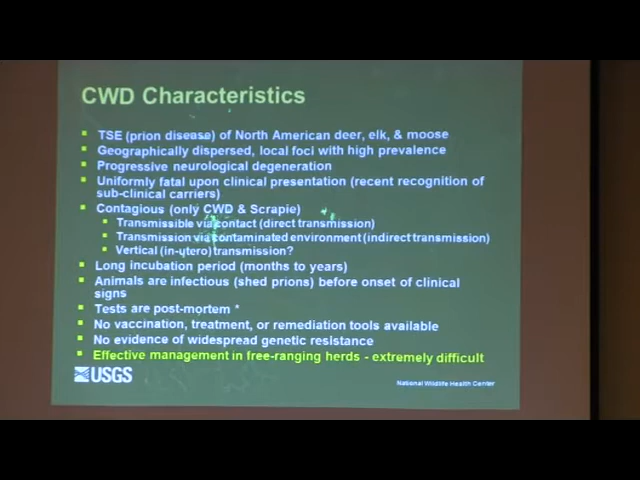 CWD Characteristics
TSE (prion disease) of North American deer, elk, & moose
Geographically dispersed, local foci with high prevalence
Progressive neurological degeneration
Uniformly fatal upon clinical presentation (recent recognition of
sub-clinical carriers)
Contagious (only CWD & Scrapie)
Transmissible via contact (direct transmission)
Transmission via contaminated environment (indirect transmission)
Vertical (in-utero) transmission?
Long incubation period (months to years)
Animals are infectious (shed prions) before onset of clinical
signs
Tests are post-mortem *
No vaccination, treatment, or remediation tools available
No evidence of widespread genetic resistance
Effective management in free-ranging herds - extremely difficult
USGS
National Wildlife Health Center